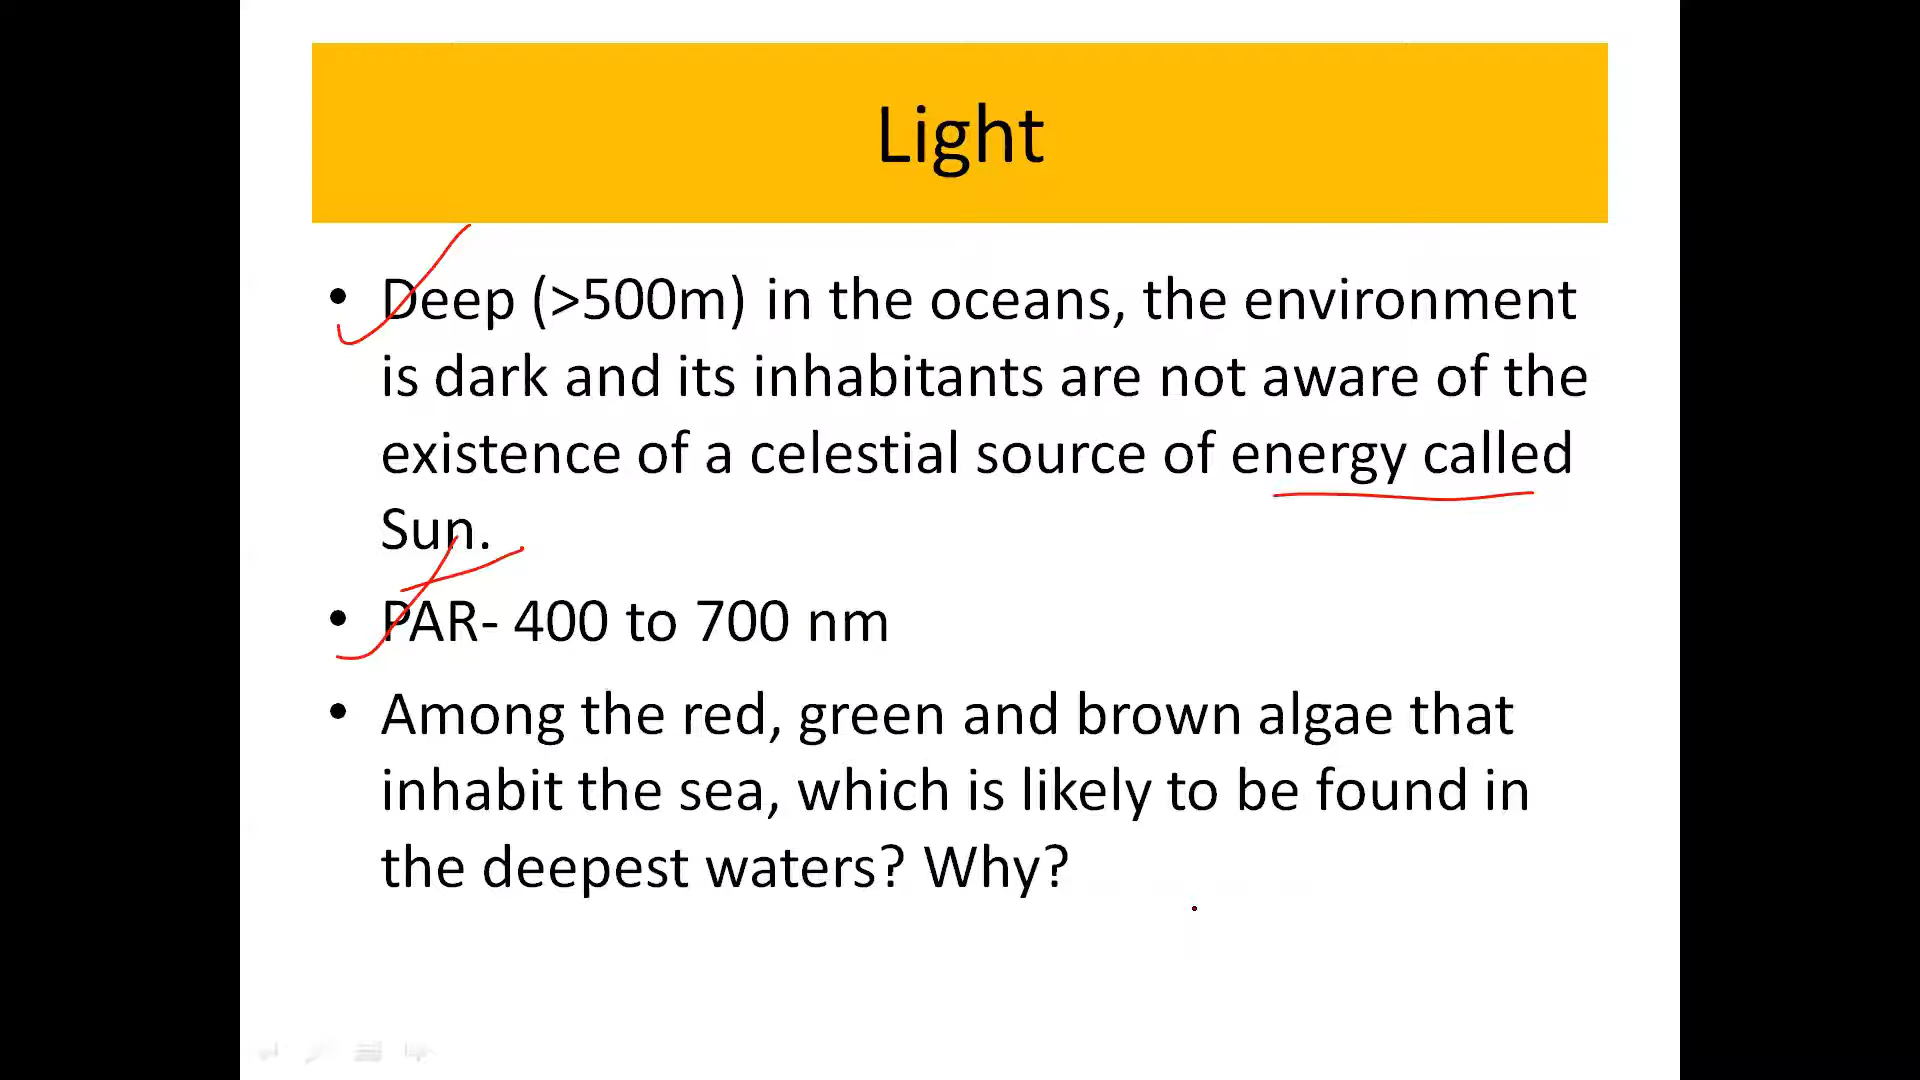 Light
• Deep (>500m) in the oceans, the environment
is dark and its inhabitants are not aware of the
existence of a celestial source of energy called
Sun.
• PAR- 400 to 700 nm
• Among the red, green and brown algae that
inhabit the sea, which is likely to be found in
the deepest waters? Why?